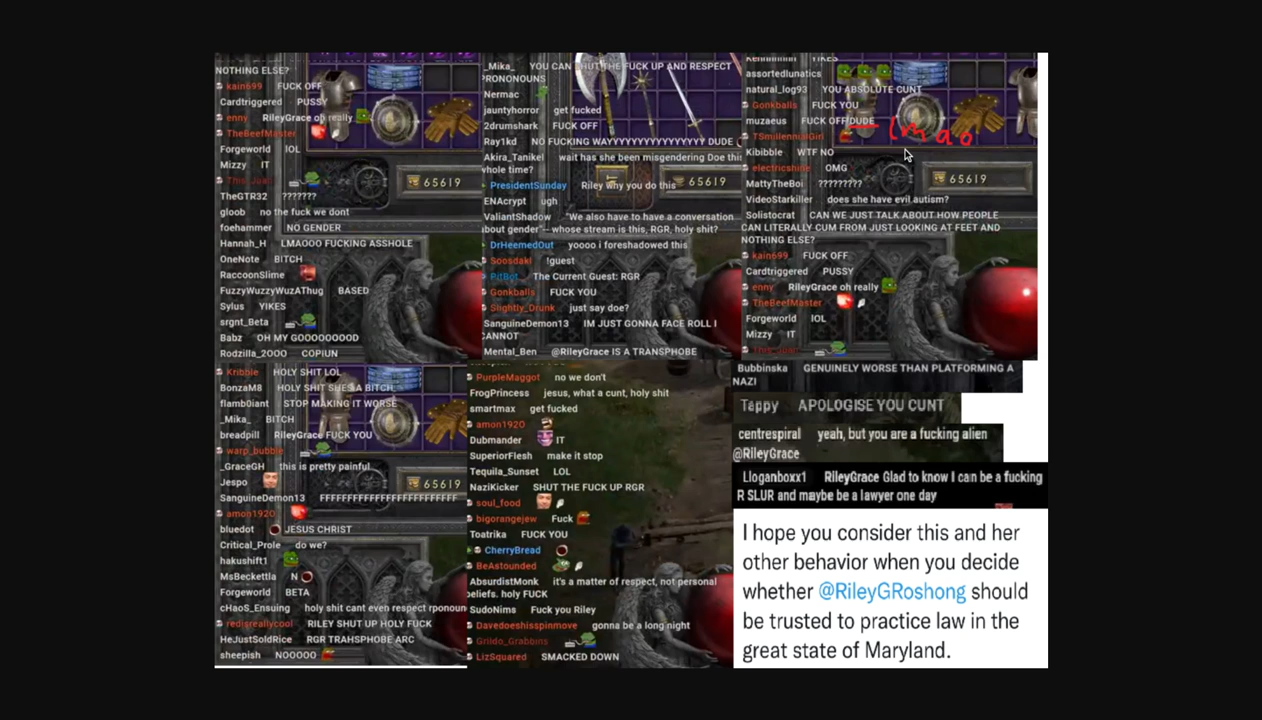 NOTHING ELSE?
kain699 FUCK OFF
Cardtriggered PUSSY
enny RileyGrace oh really
TheBeefMaster
Forgeworld lOL
Mizzy IT
This_Joan
TheGTR32 ???????
gloob no the fuck we dont
foehammer NO GENDER
Hannah_H LMAOOO FUCKING ASSHOLE
OneNote BITCH
RaccoonSlime
FuzzyWuzzyWuzAThug BASED
Sylus YIKES
srgnt_Beta
Babz OH MY GOOOOOOOOD
Rodzilla_2000 COPIUN
65619
_Mika_ YOU CAN SHUT THE FUCK UP AND RESPECT
PRONONOUNS
Nermac
jauntyhorror get fucked
2drumshark FUCK OFF
Ray1kd NO FUCKING WAYYYYYYYYYYYYYYY DUDE
Akira_Tanikel wait has she been misgendering Doe this
whole time?
PresidentSunday Riley why you do this
ENAcrypt ugh
ValiantShadow "We also have to have a conversation
about gender"-- whose stream is this, RGR, holy shit?
DrHeemedOut yoooo i foreshadowed this
Soosdakl !guest
PitBot The Current Guest: RGR
Gonkballs FUCK YOU
Slightly_Drunk just say doe?
SanguineDemon13 IM JUST GONNA FACE ROLL I
CANNOT
Mental_Ben @RileyGrace IS A TRANSPHOBE
65619
YIKES
assortedlunatics
natural_log93 YOU ABSOLUTE CUNT
Gonkballs FUCK YOU
muzaeus FUCK OFF DUDE
TSmillennialGirl
lmao
Kibibble WTF NO
electricshine OMG
MattyTheBoi ?????????
VideoStarkiller does she have evil autism?
Solistocrat CAN WE JUST TALK ABOUT HOW PEOPLE
CAN LITERALLY CUM FROM JUST LOOKING AT FEET AND
NOTHING ELSE?
kain699 FUCK OFF
Cardtriggered PUSSY
enny RileyGrace oh really
TheBeefMaster
Forgeworld lOL
Mizzy IT
This_Joan
65619
Kribble HOLY SHIT LOL
BonzaM8 HOLY SHIT SHES A BITCH
flamb0iant STOP MAKING IT WORSE
_Mika_ BITCH
breadpill RileyGrace FUCK YOU
warp_bubble
_GraceGH this is pretty painful
Jespo
SanguineDemon13 FFFFFFFFFFFFFFFFFFFFFFFFF
amon1920
bluedot JESUS CHRIST
Critical_Prole do we?
hakushift1
MsBeckettIa N
Forgeworld BETA
cHaoS_Ensuing holy shit cant even respect rponoun
redisreallycool RILEY SHUT UP HOLY FUCK
HeJustSoldRice RGR TRAHSPHOBE ARC
sheepish NOOOOO
65619
PurpleMaggot no we don't
FrogPrincess jesus, what a cunt, holy shit
smartmax get fucked
amon1920
Dubmander IT
SuperiorFlesh make it stop
Tequila_Sunset LOL
NaziKicker SHUT THE FUCK UP RGR
soul_food
bigorangejew Fuck
Toatrika FUCK YOU
CherryBread
BeAstounded
AbsurdistMonk it's a matter of respect, not personal
beliefs. holy FUCK
SudoNims Fuck you Riley
Davedoeshisspinmove gonna be a long night
Griido_Grabbins
LizSquared SMACKED DOWN
Bubbinska GENUINELY WORSE THAN PLATFORMING A
NAZI
Tappy APOLOGISE YOU CUNT
centrespiral yeah, but you are a fucking alien
@RileyGrace
Lloganboxx1 RileyGrace Glad to know I can be a fucking
R SLUR and maybe be a lawyer one day
I hope you consider this and her
other behavior when you decide
whether @RileyGRoshong should
be trusted to practice law in the
great state of Maryland.